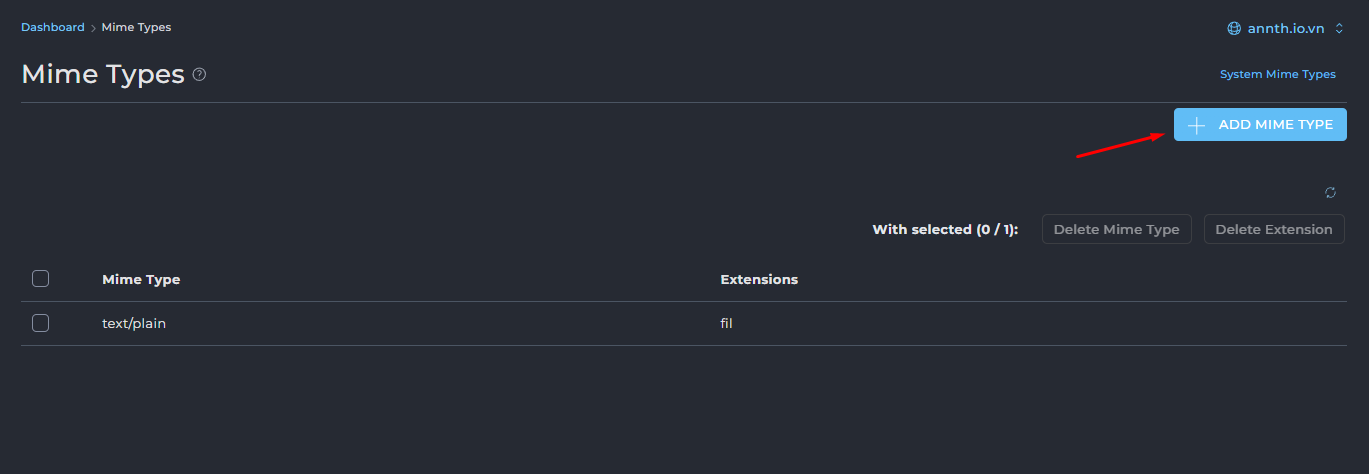 Dashboard > Mime Types
annth.io.vn
Mime Types
System Mime Types
ADD MIME TYPE
With selected (0 / 1): Delete Mime Type Delete Extension
Mime Type Extensions
text/plain fil